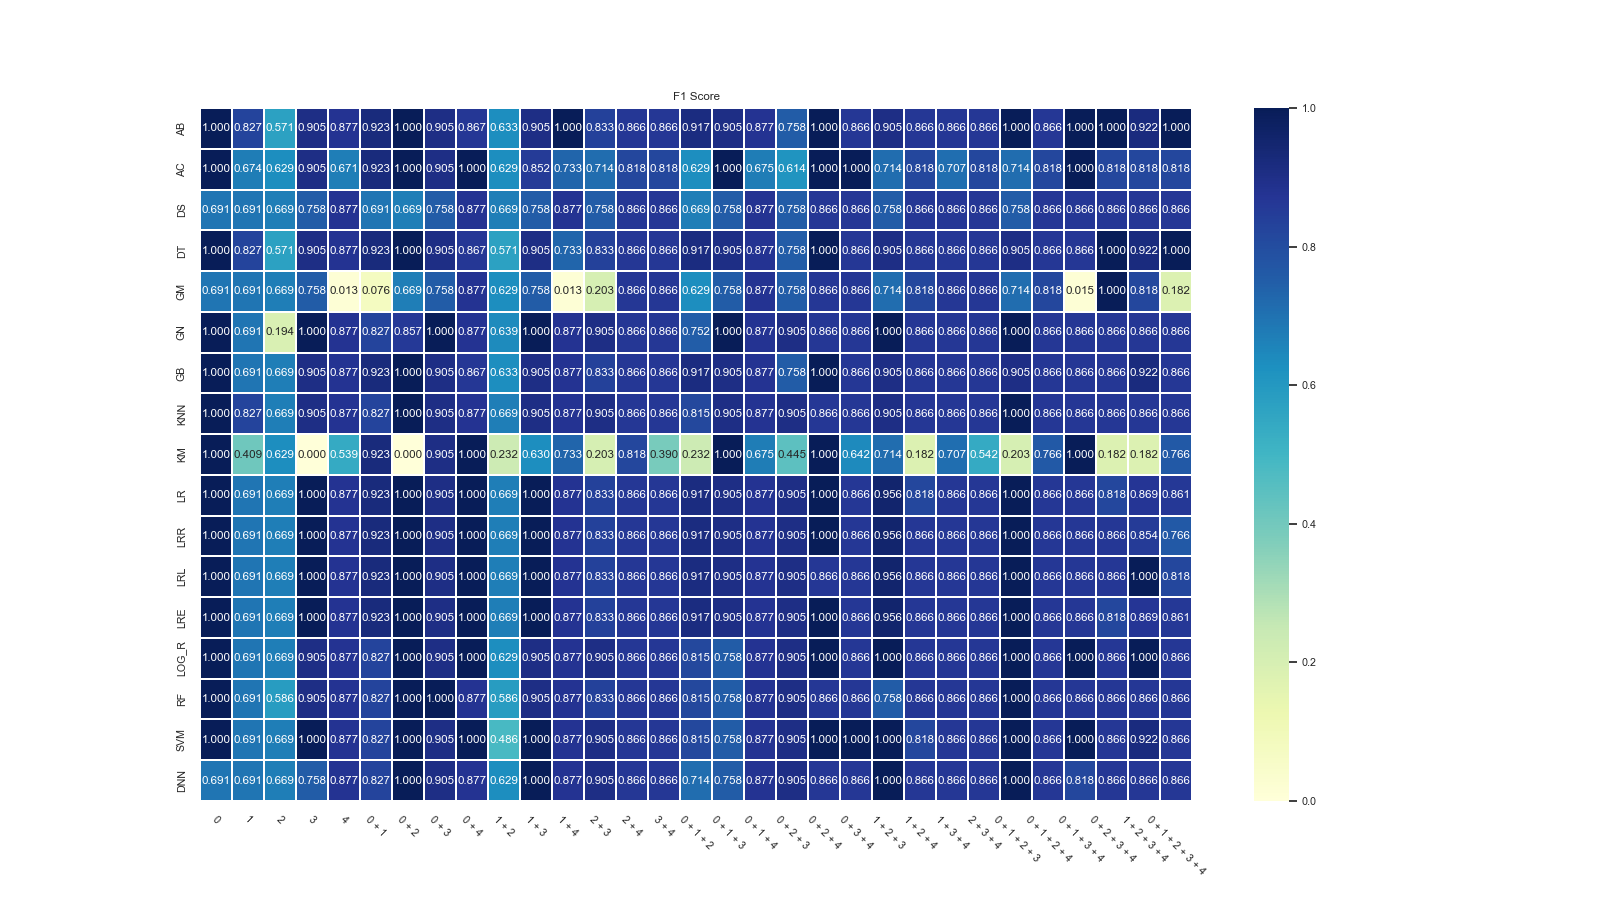 F1 Score
AB 1.000 0.827 0.571 0.905 0.877 0.923 1.000 0.905 0.867 0.633 0.905 1.000 0.833 0.866 0.866 0.917 0.905 0.877 0.758 1.000 0.866 0.905 0.866 0.866 0.866 1.000 0.866 1.000 1.000 0.922 1.000
AC 1.000 0.674 0.629 0.905 0.671 0.923 1.000 0.905 1.000 0.629 0.852 0.733 0.714 0.818 0.818 0.629 1.000 0.675 0.614 1.000 1.000 0.714 0.818 0.707 0.818 0.714 0.818 1.000 0.818 0.818 0.818
DS 0.691 0.691 0.669 0.758 0.877 0.691 0.669 0.758 0.877 0.669 0.758 0.877 0.758 0.866 0.866 0.669 0.758 0.877 0.758 0.866 0.866 0.758 0.866 0.866 0.866 0.758 0.866 0.866 0.866 0.866 0.866
DT 1.000 0.827 0.571 0.905 0.877 0.923 1.000 0.905 0.867 0.571 0.905 0.733 0.833 0.866 0.866 0.917 0.905 0.877 0.758 1.000 0.866 0.905 0.866 0.866 0.866 0.905 0.866 0.866 1.000 0.922 1.000
GM 0.691 0.691 0.669 0.758 0.013 0.076 0.669 0.758 0.877 0.629 0.758 0.013 0.203 0.866 0.866 0.629 0.758 0.877 0.758 0.866 0.866 0.714 0.818 0.866 0.866 0.714 0.818 0.015 1.000 0.818 0.182
GN 1.000 0.691 0.194 1.000 0.877 0.827 0.857 1.000 0.877 0.639 1.000 0.877 0.905 0.866 0.866 0.752 1.000 0.877 0.905 0.866 0.866 1.000 0.866 0.866 0.866 1.000 0.866 0.866 0.866 0.866 0.866
GB 1.000 0.691 0.669 0.905 0.877 0.923 1.000 0.905 0.867 0.633 0.905 0.877 0.833 0.866 0.866 0.917 0.905 0.877 0.758 1.000 0.866 0.905 0.866 0.866 0.866 0.905 0.866 0.866 0.866 0.922 0.866
KNN 1.000 0.827 0.669 0.905 0.877 0.827 1.000 0.905 0.877 0.669 0.905 0.877 0.905 0.866 0.866 0.815 0.905 0.877 0.905 0.866 0.866 0.905 0.866 0.866 0.866 1.000 0.866 0.866 0.866 0.866 0.866
KM 1.000 0.409 0.629 0.000 0.539 0.923 0.000 0.905 1.000 0.232 0.630 0.733 0.203 0.818 0.390 0.232 1.000 0.675 0.445 1.000 0.642 0.714 0.182 0.707 0.542 0.203 0.766 1.000 0.182 0.182 0.766
LR 1.000 0.691 0.669 1.000 0.877 0.923 1.000 0.905 1.000 0.669 1.000 0.877 0.833 0.866 0.866 0.917 0.905 0.877 0.905 1.000 0.866 0.956 0.818 0.866 0.866 1.000 0.866 0.866 0.818 0.869 0.861
LRR 1.000 0.691 0.669 1.000 0.877 0.923 1.000 0.905 1.000 0.669 1.000 0.877 0.833 0.866 0.866 0.917 0.905 0.877 0.905 1.000 0.866 0.956 0.866 0.866 0.866 1.000 0.866 0.866 0.866 0.854 0.766
LRL 1.000 0.691 0.669 1.000 0.877 0.923 1.000 0.905 1.000 0.669 1.000 0.877 0.833 0.866 0.866 0.917 0.905 0.877 0.905 0.866 0.866 0.956 0.866 0.866 0.866 1.000 0.866 0.866 0.866 1.000 0.818
LRE 1.000 0.691 0.669 1.000 0.877 0.923 1.000 0.905 1.000 0.669 1.000 0.877 0.833 0.866 0.866 0.917 0.905 0.877 0.905 1.000 0.866 0.956 0.866 0.866 0.866 1.000 0.866 0.866 0.818 0.869 0.861
LOG_R 1.000 0.691 0.669 0.905 0.877 0.827 1.000 0.905 1.000 0.629 0.905 0.877 0.905 0.866 0.866 0.815 0.758 0.877 0.905 1.000 0.866 1.000 0.866 0.866 0.866 1.000 0.866 1.000 0.866 1.000 0.866
RF 1.000 0.691 0.586 0.905 0.877 0.827 1.000 1.000 0.877 0.586 0.905 0.877 0.833 0.866 0.866 0.815 0.758 0.877 0.905 0.866 0.866 0.758 0.866 0.866 0.866 1.000 0.866 0.866 0.866 0.866 0.866
SVM 1.000 0.691 0.669 1.000 0.877 0.827 1.000 0.905 1.000 0.486 1.000 0.877 0.905 0.866 0.866 0.815 0.758 0.877 0.905 1.000 1.000 1.000 0.818 0.866 0.866 1.000 0.866 1.000 0.866 0.922 0.866
DNN 0.691 0.691 0.669 0.758 0.877 0.827 1.000 0.905 0.877 0.629 1.000 0.877 0.905 0.866 0.866 0.714 0.758 0.877 0.905 0.866 0.866 1.000 0.866 0.866 0.866 1.000 0.866 0.818 0.866 0.866 0.866
0
1
2
3
4
0 + 1
0 + 2
0 + 3
0 + 4
1 + 2
1 + 3
1 + 4
2 + 3
2 + 4
3 + 4
0 + 1 + 2
0 + 1 + 3
0 + 1 + 4
0 + 2 + 3
0 + 2 + 4
0 + 3 + 4
1 + 2 + 3
1 + 2 + 4
1 + 3 + 4
2 + 3 + 4
0 + 1 + 2 + 3
0 + 1 + 2 + 4
0 + 1 + 3 + 4
0 + 2 + 3 + 4
1 + 2 + 3 + 4
0 + 1 + 2 + 3 + 4
1.0
0.8
0.6
0.4
0.2
0.0